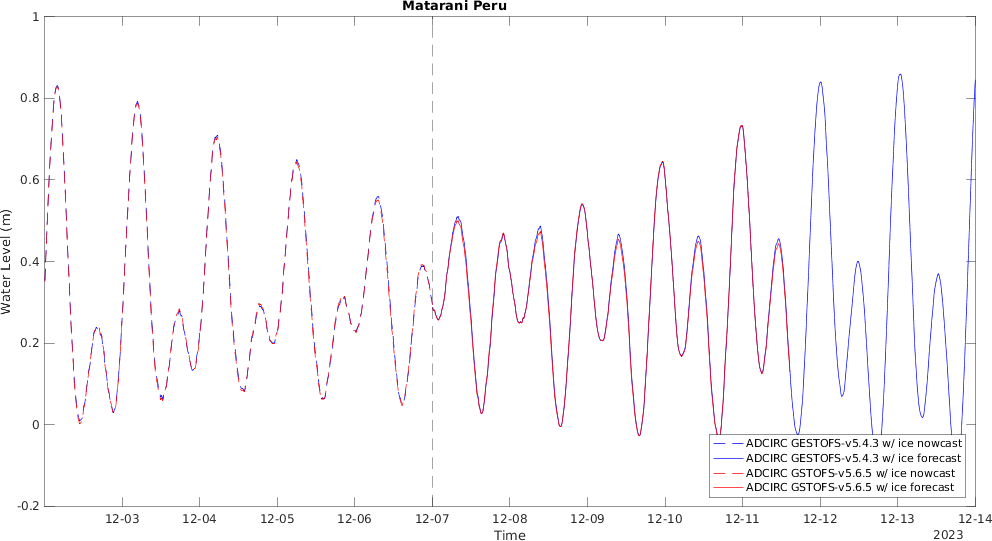 Matarani Peru
1
0.8
0.6
0.4
0.2
0
-0.2
Water Level (m)
ADCIRC GESTOFS-v5.4.3 w/ ice nowcast
ADCIRC GESTOFS-v5.4.3 w/ ice forecast
ADCIRC GSTOFS-v5.6.5 w/ ice nowcast
ADCIRC GSTOFS-v5.6.5 w/ ice forecast
12-03 12-04 12-05 12-06 12-07 12-08 12-09 12-10 12-11 12-12 12-13 12-14
Time
2023